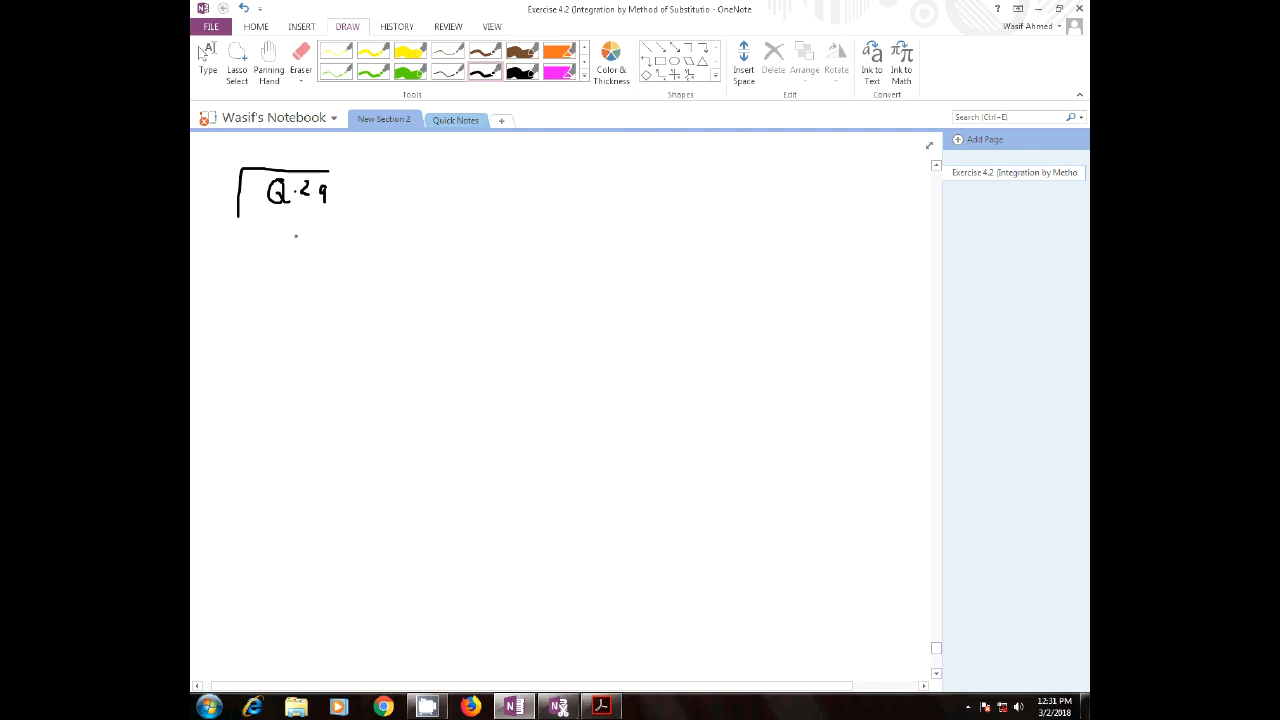 Exercise 4.2 (Integration by Method of Substitutio - OneNote
?
FILE HOME INSERT DRAW HISTORY REVIEW VIEW
Wasif Ahmed
Type Lasso Select Panning Hand Eraser
Color & Thickness
Insert Space Delete Arrange Rotate
Ink to Text Ink to Math
Tools Shapes Edit Convert
Wasif's Notebook New Section 2 Quick Notes
Search (Ctrl+E)
Add Page
Exercise 4.2 (Integration by Metho
Q.29
12:31 PM
3/2/2018